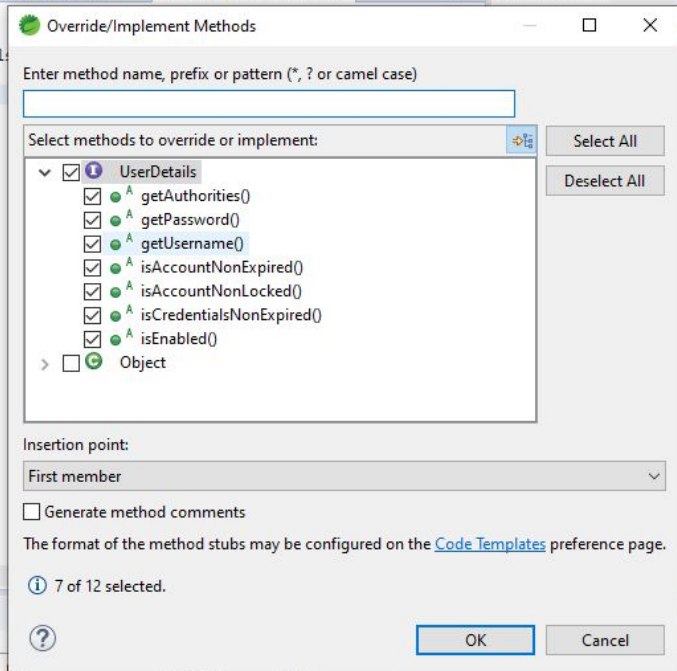 Override/Implement Methods
Enter method name, prefix or pattern (*, ? or camel case)
Select methods to override or implement:
Select All
Deselect All
I UserDetails
A getAuthorities()
A getPassword()
A getUsername()
A isAccountNonExpired()
A isAccountNonLocked()
A isCredentialsNonExpired()
A isEnabled()
C Object
Insertion point:
First member
Generate method comments
The format of the method stubs may be configured on the Code Templates preference page.
i 7 of 12 selected.
?
OK
Cancel